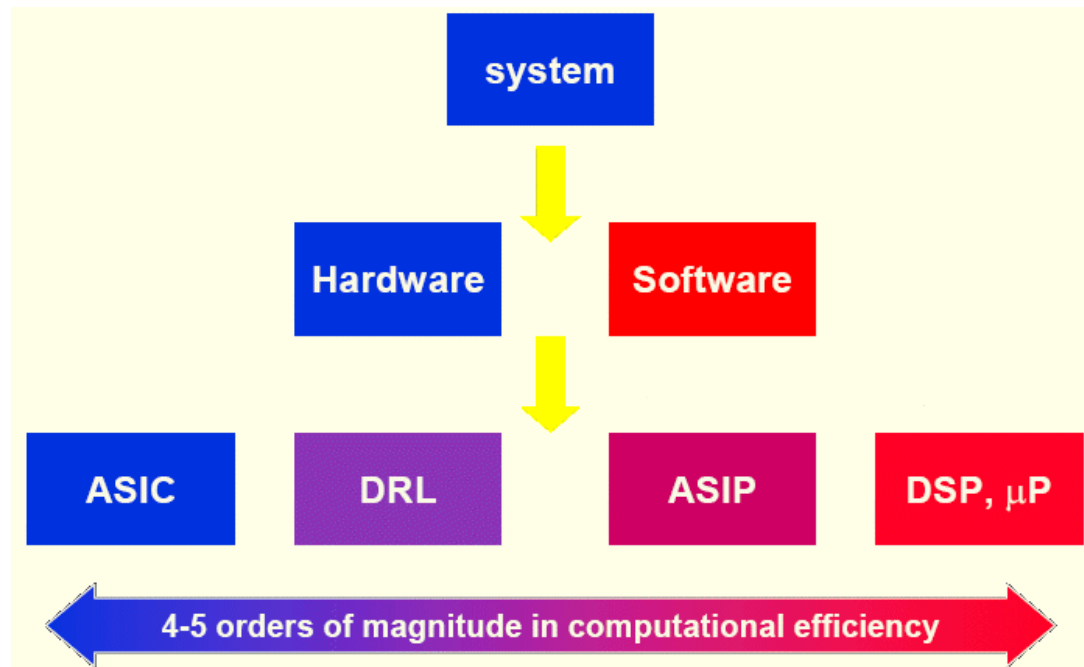 system
Hardware
Software
ASIC
DRL
ASIP
DSP, μP
4-5 orders of magnitude in computational efficiency